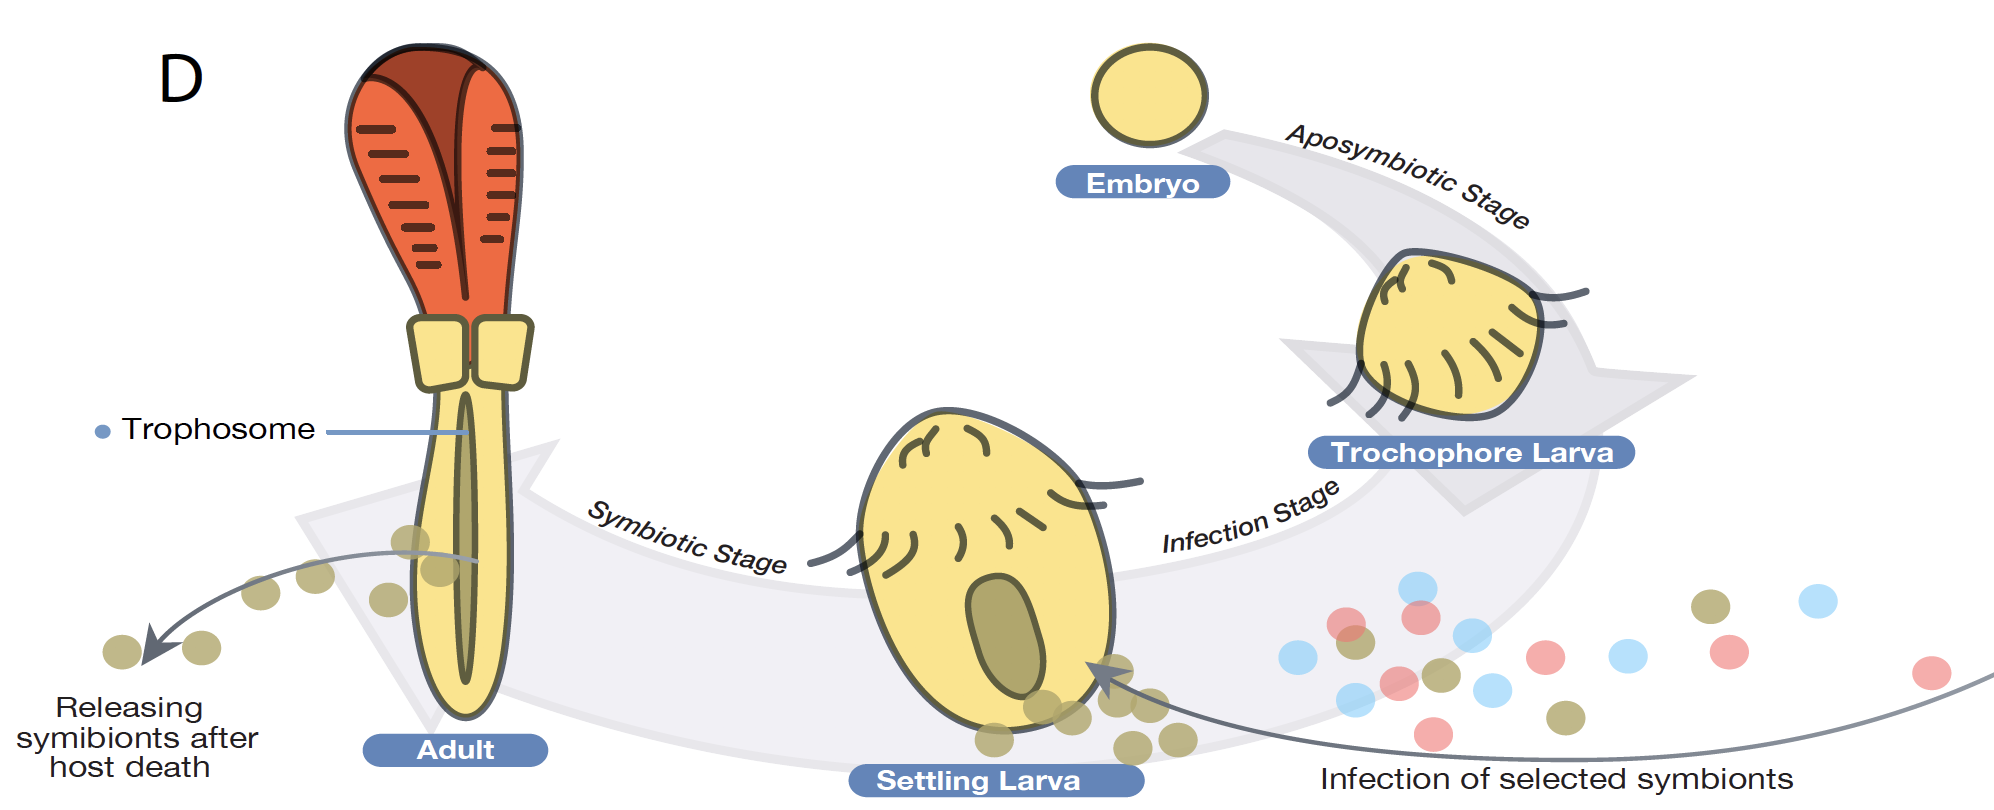 D
Embryo
Aposymbiotic Stage
Trochophore Larva
Trophosome
Symbiotic Stage
Infection Stage
Releasing
symibionts after
host death
Adult
Settling Larva
Infection of selected symbionts